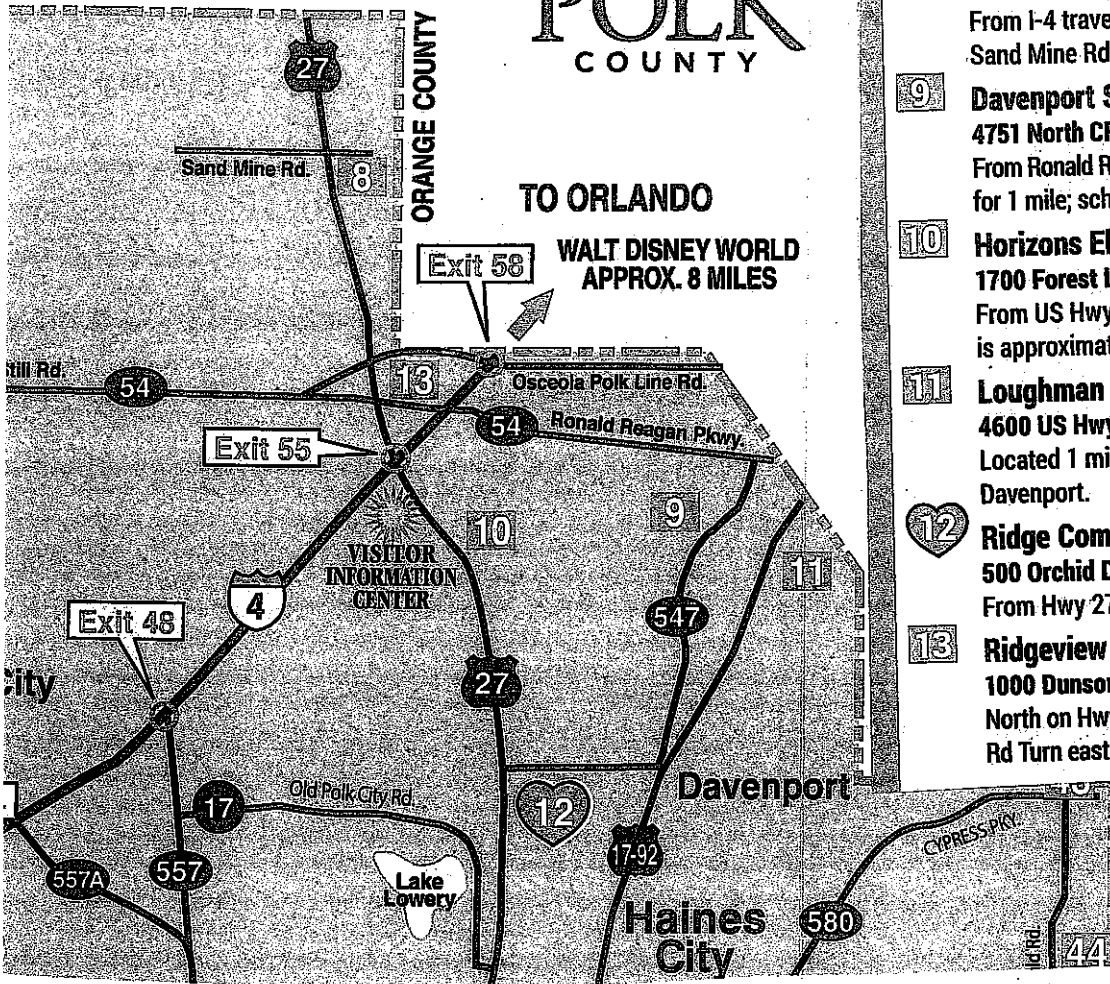 POLK
COUNTY
27
ORANGE COUNTY
Sand Mine Rd.
8
TO ORLANDO
WALT DISNEY WORLD
APPROX. 8 MILES
Exit 58
till Rd.
54
13
Osceola Polk Line Rd.
54
Ronald Reagan Pkwy.
Exit 55
10
9
11
VISITOR
INFORMATION
CENTER
4
Exit 48
547
27
City
17
Old Polk City Rd.
12
Davenport
17-92
557A
557
Lake
Lowery
CYPRESS PKY.
Haines
City
580
ld Rd.
44
From I-4 trave
Sand Mine Rd
9
Davenport S
4751 North CR
From Ronald R
for 1 mile; sch
10
Horizons El
1700 Forest L
From US Hwy
is approximat
11
Loughman
4600 US Hwy
Located 1 mi
Davenport.
12
Ridge Com
500 Orchid D
From Hwy 27
13
Ridgeview
1000 Dunson
North on Hw
Rd Turn east